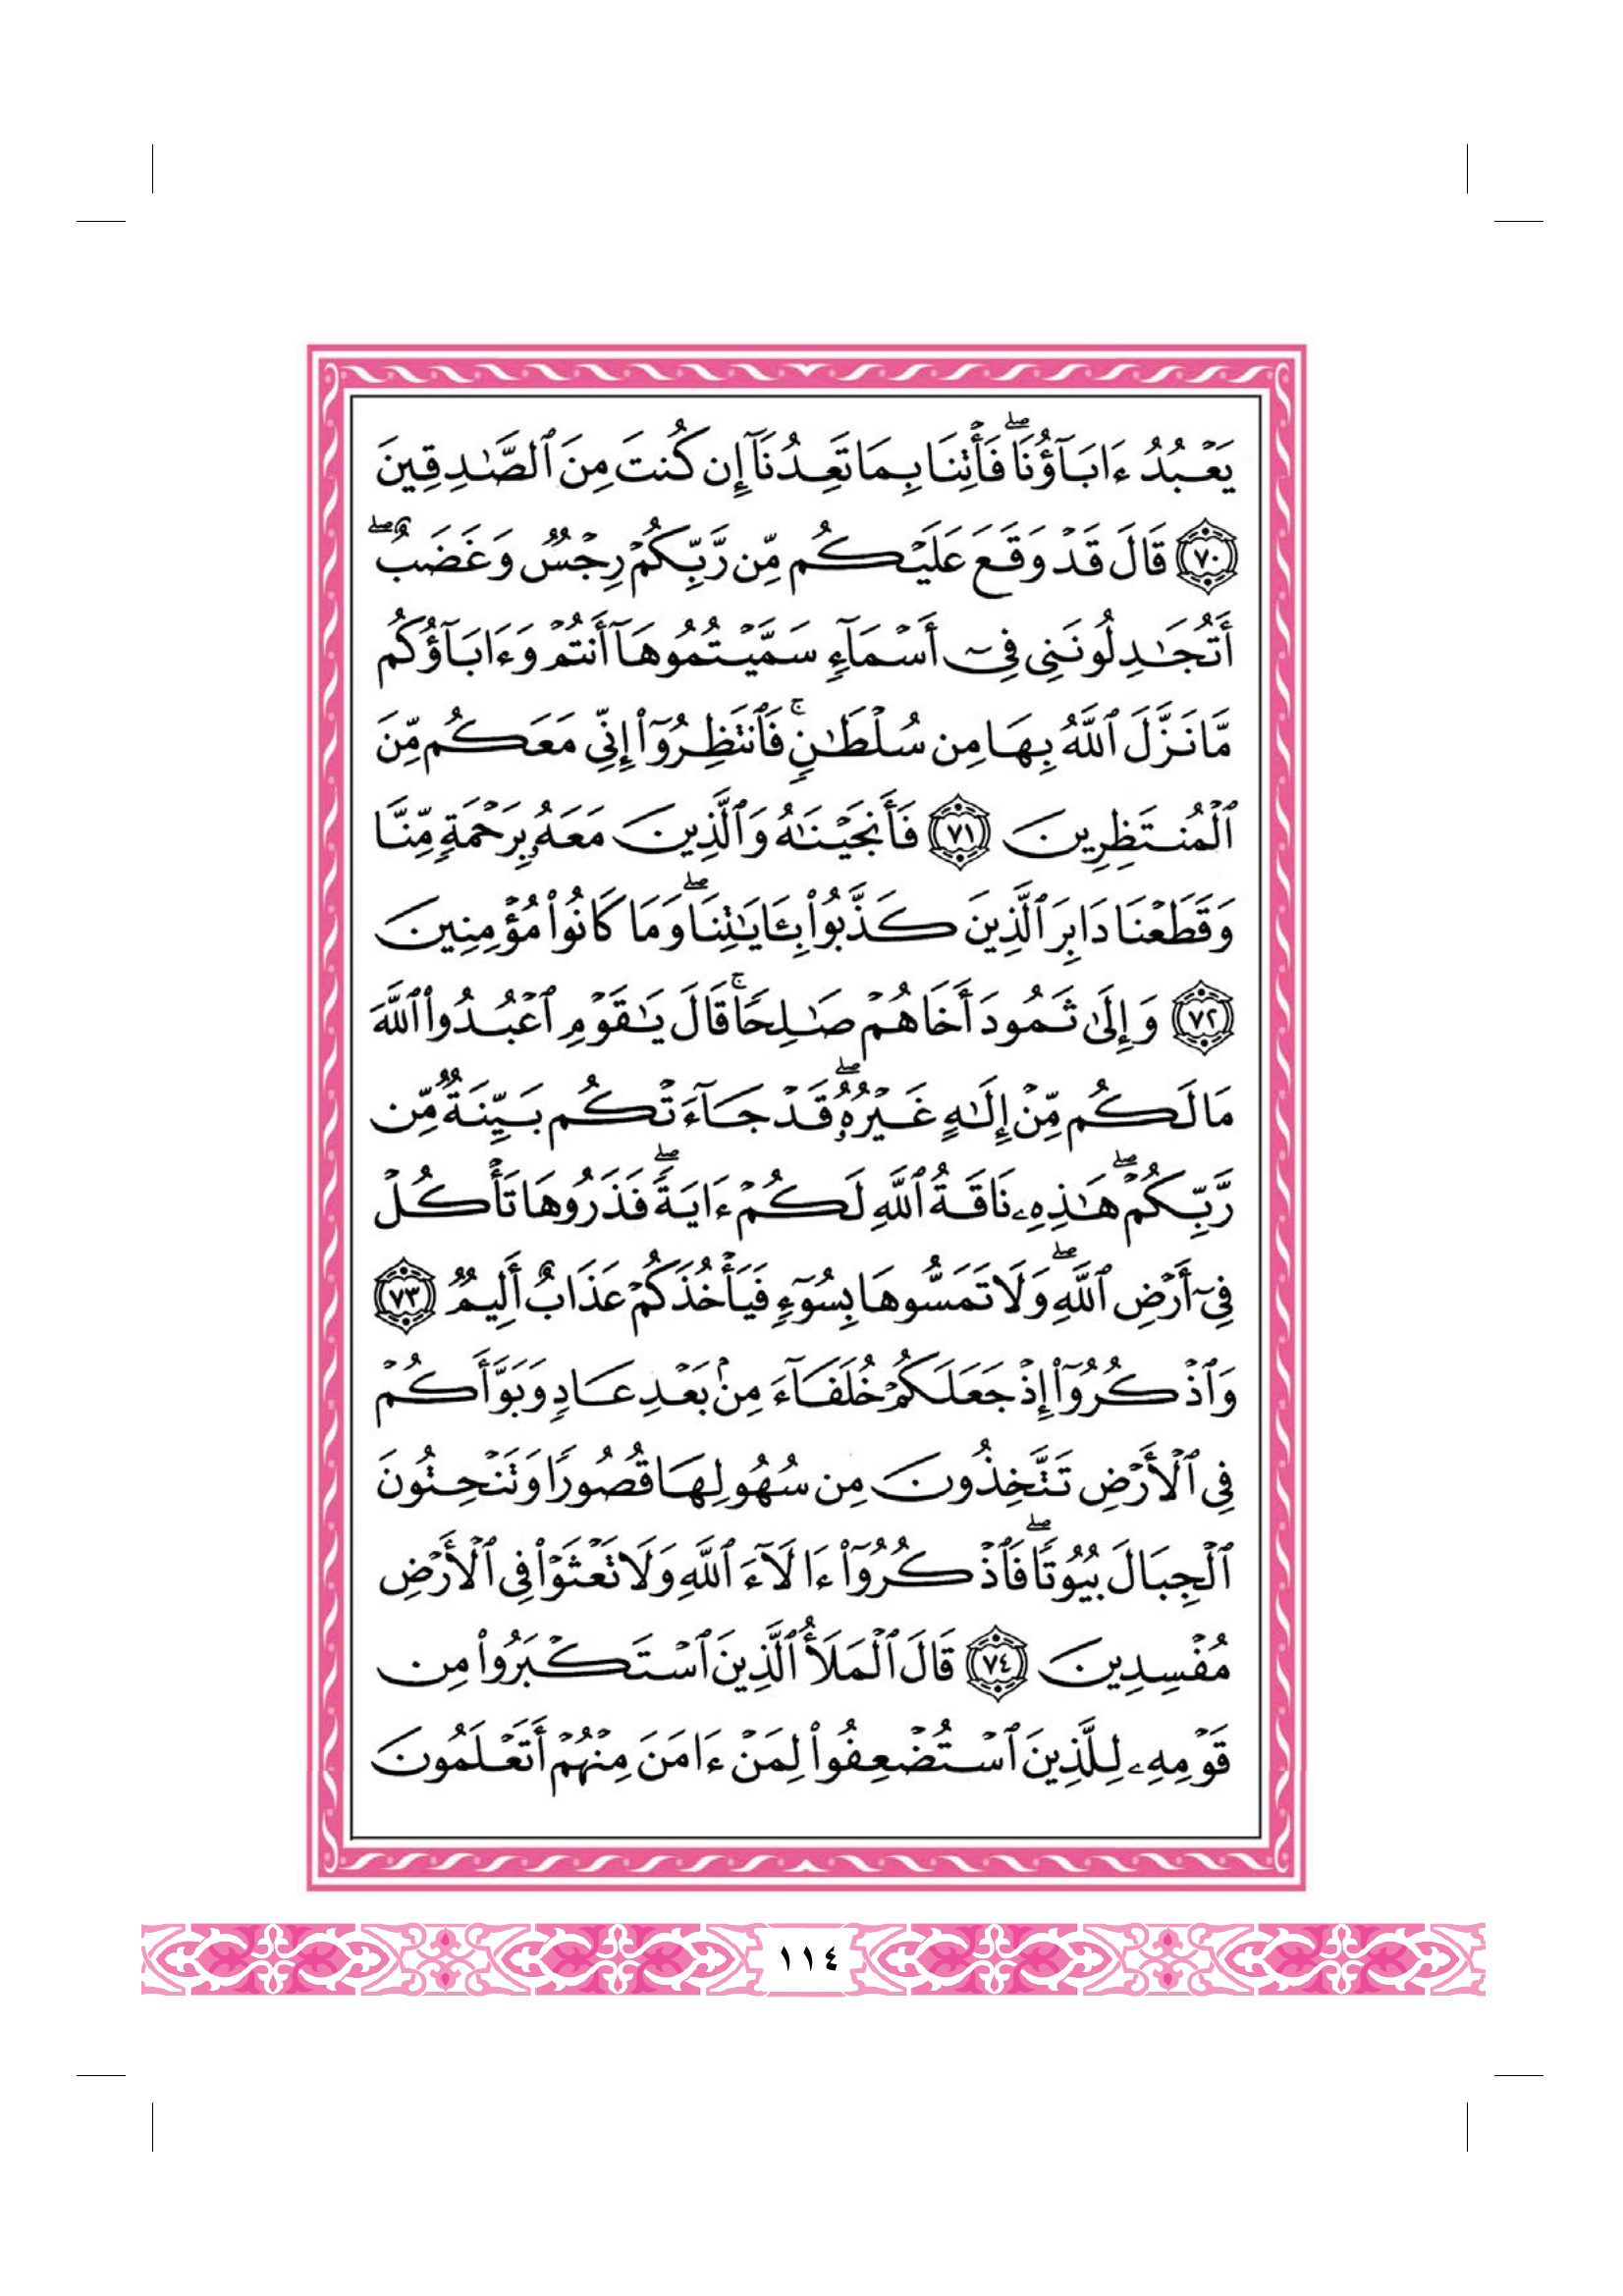 يَعْبُدُ ءَابَآؤُنَا ۖ فَأْتِنَا بِمَا تَعِدُنَآ إِن كُنتَ مِنَ ٱلصَّٰدِقِينَ
﴿٧٠﴾ قَالَ قَدْ وَقَعَ عَلَيْكُم مِّن رَّبِّكُمْ رِجْسٌ وَغَضَبٌ ۖ
أَتُجَٰدِلُونَنِى فِىٓ أَسْمَآءٍ سَمَّيْتُمُوهَآ أَنتُمْ وَءَابَآؤُكُم
مَّا نَزَّلَ ٱللَّهُ بِهَا مِن سُلْطَٰنٍ ۚ فَٱنتَظِرُوٓا۟ إِنِّى مَعَكُم مِّنَ
ٱلْمُنتَظِرِينَ ﴿٧١﴾ فَأَنجَيْنَٰهُ وَٱلَّذِينَ مَعَهُۥ بِرَحْمَةٍ مِّنَّا
وَقَطَعْنَا دَابِرَ ٱلَّذِينَ كَذَّبُوا۟ بِـَٔايَٰتِنَا ۖ وَمَا كَانُوا۟ مُؤْمِنِينَ
﴿٧٢﴾ وَإِلَىٰ ثَمُودَ أَخَاهُمْ صَٰلِحًا ۚ قَالَ يَٰقَوْمِ ٱعْبُدُوا۟ ٱللَّهَ
مَا لَكُم مِّنْ إِلَٰهٍ غَيْرُهُۥ ۖ قَدْ جَآءَتْكُم بَيِّنَةٌ مِّن
رَّبِّكُمْ ۖ هَٰذِهِۦ نَاقَةُ ٱللَّهِ لَكُمْ ءَايَةً ۖ فَذَرُوهَا تَأْكُلْ
فِىٓ أَرْضِ ٱللَّهِ ۖ وَلَا تَمَسُّوهَا بِسُوٓءٍ فَيَأْخُذَكُمْ عَذَابٌ أَلِيمٌ ﴿٧٣﴾
وَٱذْكُرُوٓا۟ إِذْ جَعَلَكُمْ خُلَفَآءَ مِنۢ بَعْدِ عَادٍ وَبَوَّأَكُمْ
فِى ٱلْأَرْضِ تَتَّخِذُونَ مِن سُهُولِهَا قُصُورًا وَتَنْحِتُونَ
ٱلْجِبَالَ بُيُوتًا ۖ فَٱذْكُرُوٓا۟ ءَالَآءَ ٱللَّهِ وَلَا تَعْثَوْا۟ فِى ٱلْأَرْضِ
مُفْسِدِينَ ﴿٧٤﴾ قَالَ ٱلْمَلَأُ ٱلَّذِينَ ٱسْتَكْبَرُوا۟ مِن
قَوْمِهِۦ لِلَّذِينَ ٱسْتُضْعِفُوا۟ لِمَنْ ءَامَنَ مِنْهُمْ أَتَعْلَمُونَ
١١٤